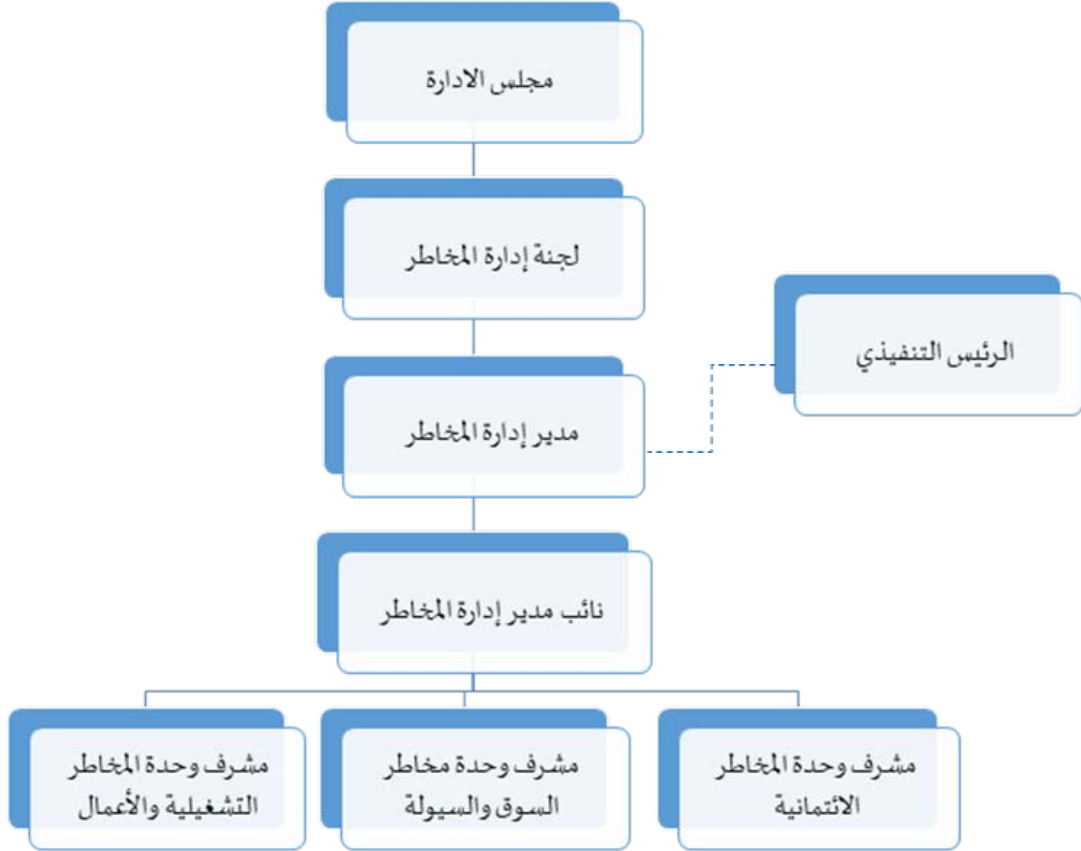 مجلس الادارة
لجنة إدارة المخاطر
الرئيس التنفيذي
مدير إدارة المخاطر
نائب مدير إدارة المخاطر
مشرف وحدة المخاطر
الائتمانية
مشرف وحدة مخاطر
السوق والسيولة
مشرف وحدة المخاطر
التشغيلية والأعمال